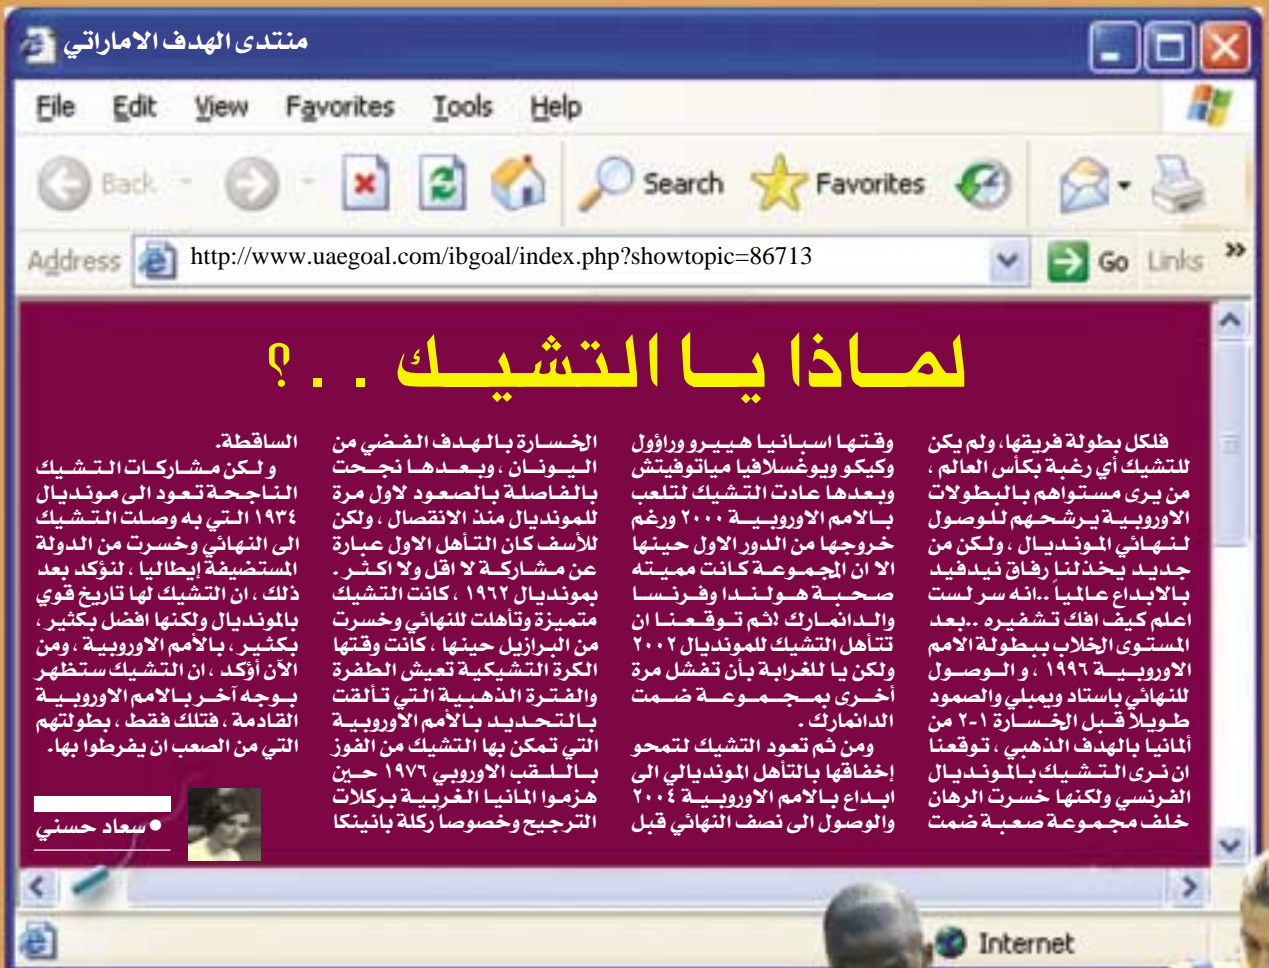 منتدى الهدف الاماراتي
File Edit View Favorites Tools Help
Back Search Favorites
Address http://www.uaegoal.com/ibgoal/index.php?showtopic=86713 Go Links »
لمـاذا يـا التشيـك . . ؟
فلكل بطولة فريقها، ولم يكن
للتشيك أي رغبة بكأس العالم ،
من يرى مستواهم بالبطولات
الاوروبية يرشحهم للوصول
لنهائي المونديال ، ولكن من
جديد يخذلنا رفاق نيدفيد
بالابداع عالمياً ..انه سر لست
اعلم كيف افك تشفيره ..بعد
المستوى الخلاب ببطولة الامم
الاوروبية ١٩٩٦ ، و الوصول
للنهائي باستاد ويمبلي والصمود
طويلاً قبل الخسارة ١-٢ من
ألمانيا بالهدف الذهبي ، توقعنا
ان نرى التشيك بالمونديال
الفرنسي ولكنها خسرت الرهان
خلف مجموعة صعبة ضمت
وقتها اسبانيا هييرو وراؤول
وكيكو ويوغسلافيا مياتوفيتش
وبعدها عادت التشيك لتلعب
بالامم الاوروبية ٢٠٠٠ ورغم
خروجها من الدور الاول حينها
الا ان المجموعة كانت مميته
صحبة هولندا وفرنسا
والدانمارك !ثم توقعنا ان
تتأهل التشيك للمونديال ٢٠٠٢
ولكن يا للغرابة بأن تفشل مرة
أخرى بمجموعة ضمت
الدانمارك .
ومن ثم تعود التشيك لتمحو
إخفاقها بالتأهل المونديالي الى
ابداع بالامم الاوروبية ٢٠٠٤
والوصول الى نصف النهائي قبل
الخسارة بالهدف الفضي من
اليونان ، وبعدها نجحت
بالفاصلة بالصعود لاول مرة
للمونديال منذ الانفصال ، ولكن
للأسف كان التأهل الاول عبارة
عن مشاركة لا اقل ولا اكثر .
بمونديال ١٩٦٢ ، كانت التشيك
متميزة وتأهلت للنهائي وخسرت
من البرازيل حينها ، كانت وقتها
الكرة التشيكية تعيش الطفرة
والفترة الذهبية التي تألقت
بالتحديد بالأمم الاوروبية
التي تمكن بها التشيك من الفوز
باللقب الاوروبي ١٩٧٦ حين
هزموا المانيا الغربية بركلات
الترجيح وخصوصاً ركلة بانينكا
الساقطة.
و لكن مشاركات التشيك
الناجحة تعود الى مونديال
١٩٣٤ التي به وصلت التشيك
الى النهائي وخسرت من الدولة
المستضيفة إيطاليا ، لنؤكد بعد
ذلك ، ان التشيك لها تاريخ قوي
بالمونديال ولكنها افضل بكثير ،
بكثير ، بالأمم الاوروبية ، ومن
الآن أؤكد ، ان التشيك ستظهر
بوجه آخر بالامم الاوروبية
القادمة ، فتلك فقط ، بطولتهم
التي من الصعب ان يفرطوا بها.
● سعاد حسني
Internet